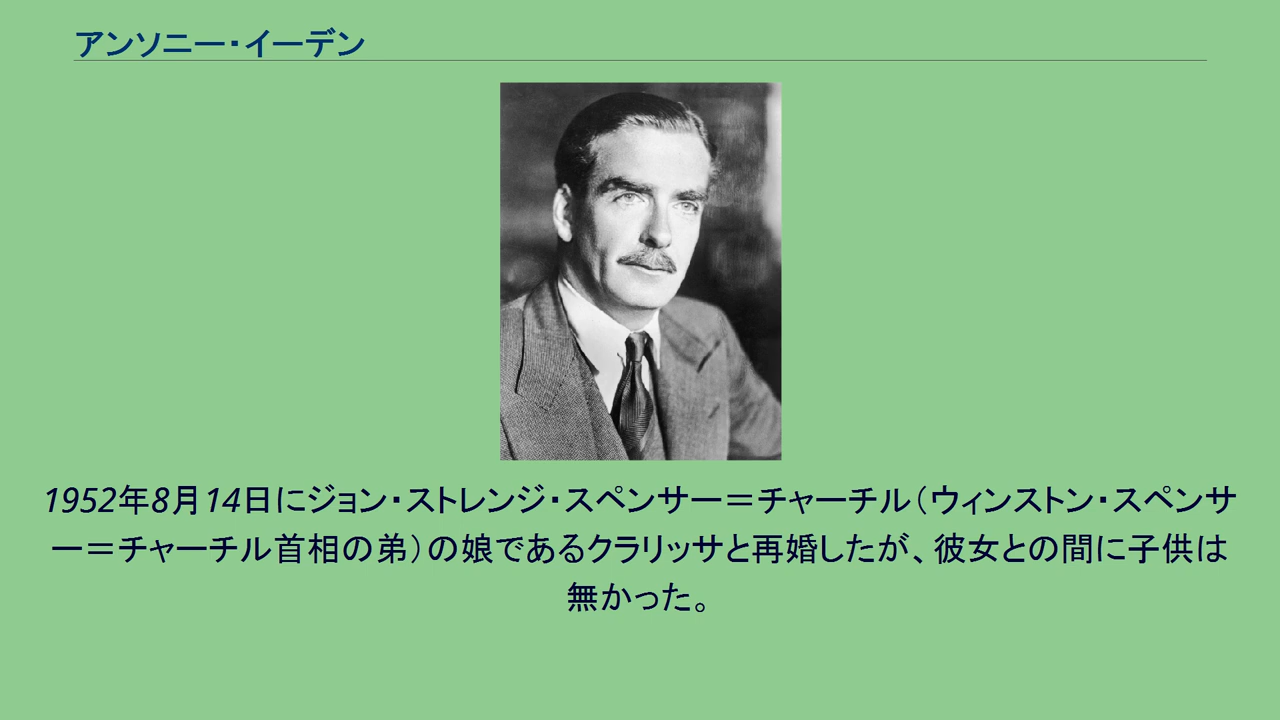 アンソニー・イーデン
1952年8月14日にジョン・ストレンジ・スペンサー＝チャーチル（ウィンストン・スペンサ
ー＝チャーチル首相の弟）の娘であるクラリッサと再婚したが、彼女との間に子供は
無かった。